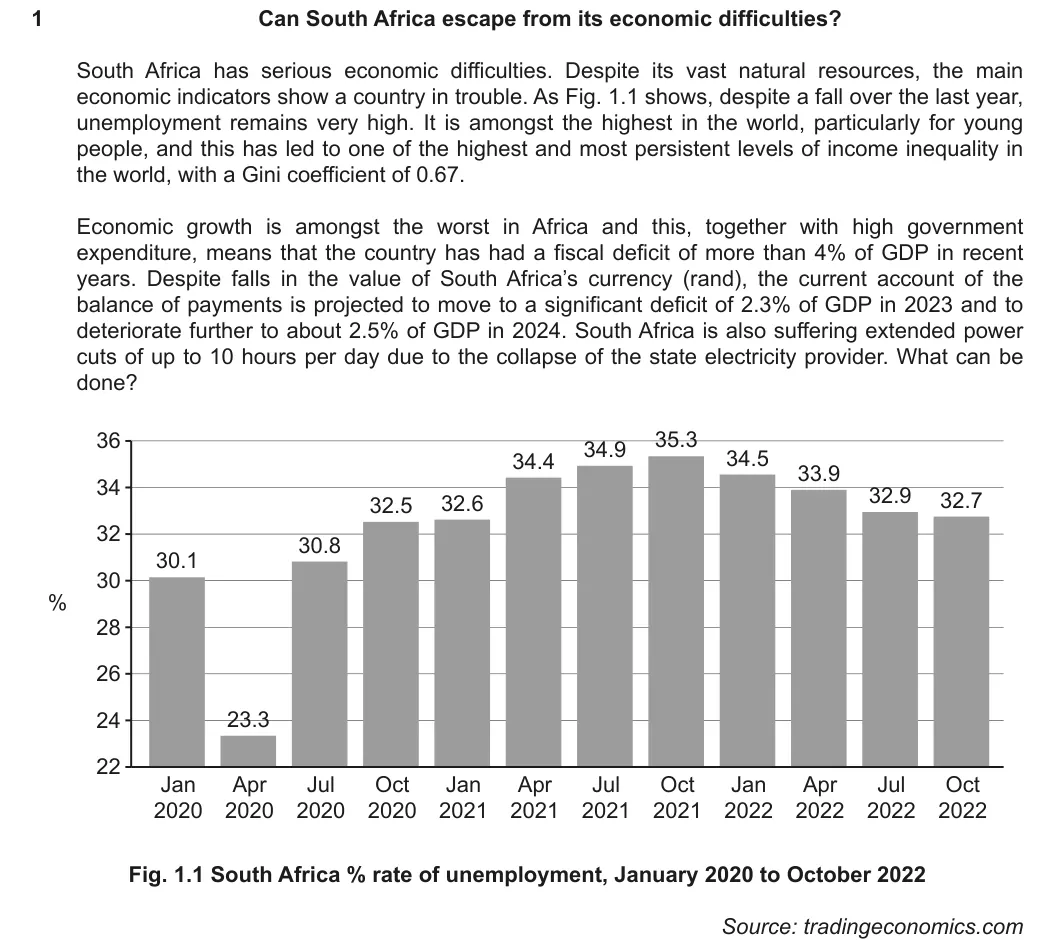 1 Can South Africa escape from its economic difficulties?
South Africa has serious economic difficulties. Despite its vast natural resources, the main
economic indicators show a country in trouble. As Fig. 1.1 shows, despite a fall over the last year,
unemployment remains very high. It is amongst the highest in the world, particularly for young
people, and this has led to one of the highest and most persistent levels of income inequality in
the world, with a Gini coefficient of 0.67.
Economic growth is amongst the worst in Africa and this, together with high government
expenditure, means that the country has had a fiscal deficit of more than 4% of GDP in recent
years. Despite falls in the value of South Africa’s currency (rand), the current account of the
balance of payments is projected to move to a significant deficit of 2.3% of GDP in 2023 and to
deteriorate further to about 2.5% of GDP in 2024. South Africa is also suffering extended power
cuts of up to 10 hours per day due to the collapse of the state electricity provider. What can be
done?
36
34
32
30
28
26
24
22
%
30.1 23.3 30.8 32.5 32.6 34.4 34.9 35.3 34.5 33.9 32.9 32.7
Jan Apr Jul Oct Jan Apr Jul Oct Jan Apr Jul Oct
2020 2020 2020 2020 2021 2021 2021 2021 2022 2022 2022 2022
Fig. 1.1 South Africa % rate of unemployment, January 2020 to October 2022
Source: tradingeconomics.com